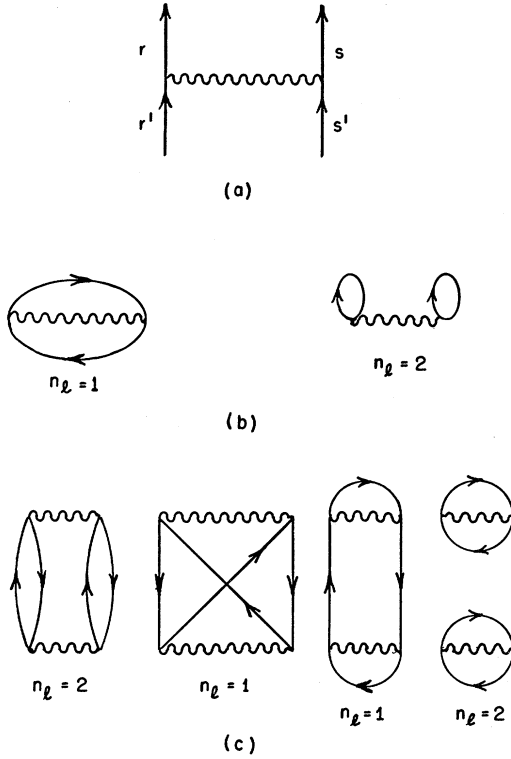 r s
r' s'
(a)
nℓ = 1 nℓ = 2
(b)
nℓ = 2 nℓ = 1 nℓ = 1 nℓ = 2
(c)